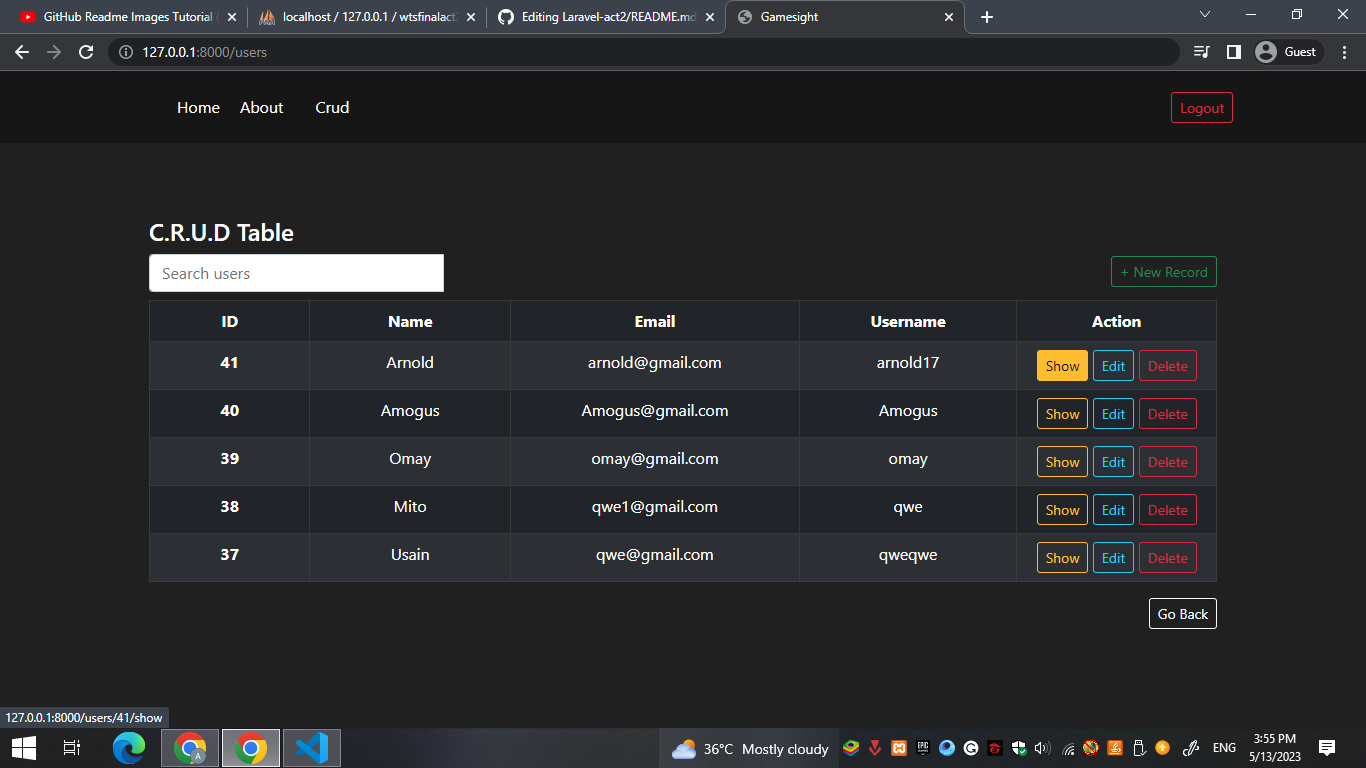 GitHub Readme Images Tutorial
localhost / 127.0.0.1 / wtsfinalact
Editing Laravel-act2/README.md
Gamesight
127.0.0.1:8000/users
Guest
Home About Crud
Logout
C.R.U.D Table
Search users
+ New Record
ID Name Email Username Action
41 Arnold arnold@gmail.com arnold17 Show Edit Delete
40 Amogus Amogus@gmail.com Amogus Show Edit Delete
39 Omay omay@gmail.com omay Show Edit Delete
38 Mito qwe1@gmail.com qwe Show Edit Delete
37 Usain qwe@gmail.com qweqwe Show Edit Delete
Go Back
127.0.0.1:8000/users/41/show
36°C Mostly cloudy
ENG
3:55 PM
5/13/2023